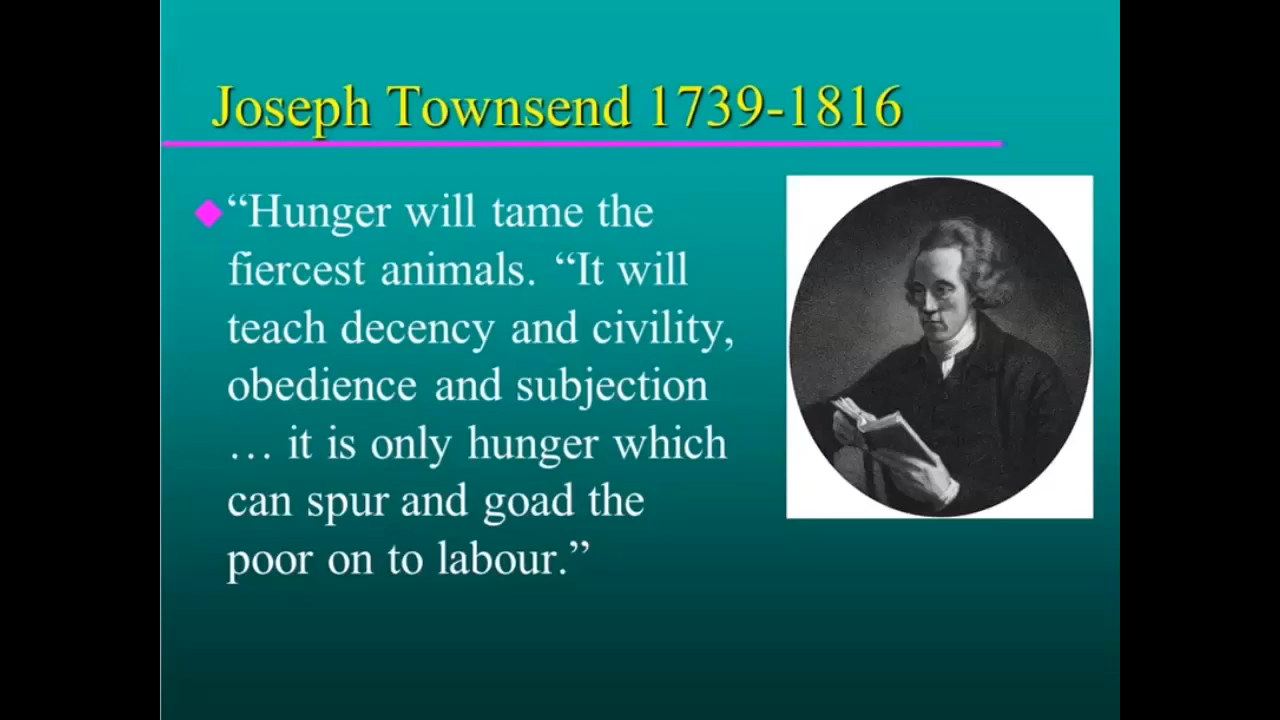 Joseph Townsend 1739-1816
“Hunger will tame the
fiercest animals. “It will
teach decency and civility,
obedience and subjection
… it is only hunger which
can spur and goad the
poor on to labour.”